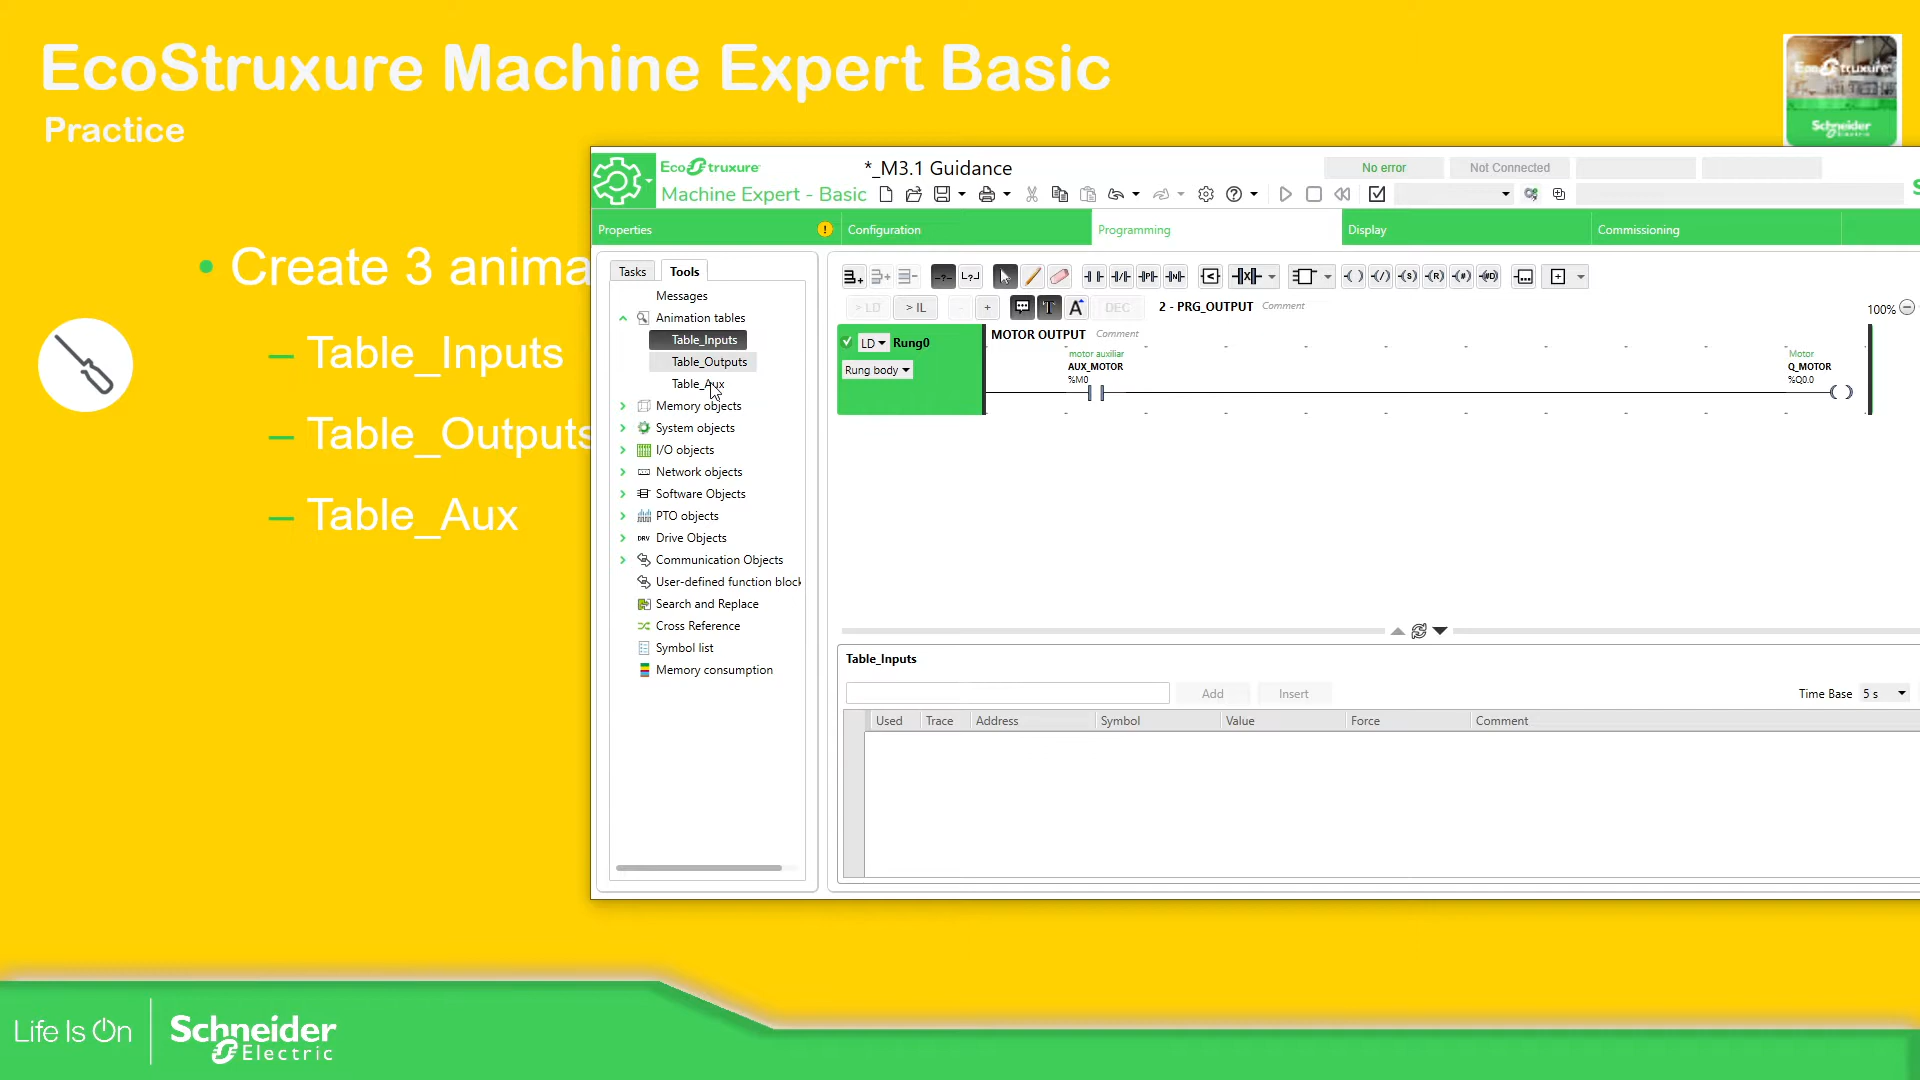 EcoStruxure Machine Expert Basic
Practice
EcoStruxure
Schneider
Electric
• Create 3 anima
– Table_Inputs
– Table_Outputs
– Table_Aux
EcoStruxure
Machine Expert - Basic
*_M3.1 Guidance
No error
Not Connected
Properties
Configuration
Programming
Display
Commissioning
Tasks
Tools
Messages
Animation tables
Table_Inputs
Table_Outputs
Table_Aux
Memory objects
System objects
I/O objects
Network objects
Software Objects
PTO objects
DRV Drive Objects
Communication Objects
User-defined function block
Search and Replace
Cross Reference
Symbol list
Memory consumption
> LD
> IL
-
+
DEC
2 - PRG_OUTPUT
Comment
100%
LD
Rung0
Rung body
MOTOR OUTPUT
Comment
motor auxiliar
AUX_MOTOR
%M0
Motor
Q_MOTOR
%Q0.0
Table_Inputs
Add
Insert
Time Base
5 s
Used
Trace
Address
Symbol
Value
Force
Comment
Life Is On
Schneider
Electric